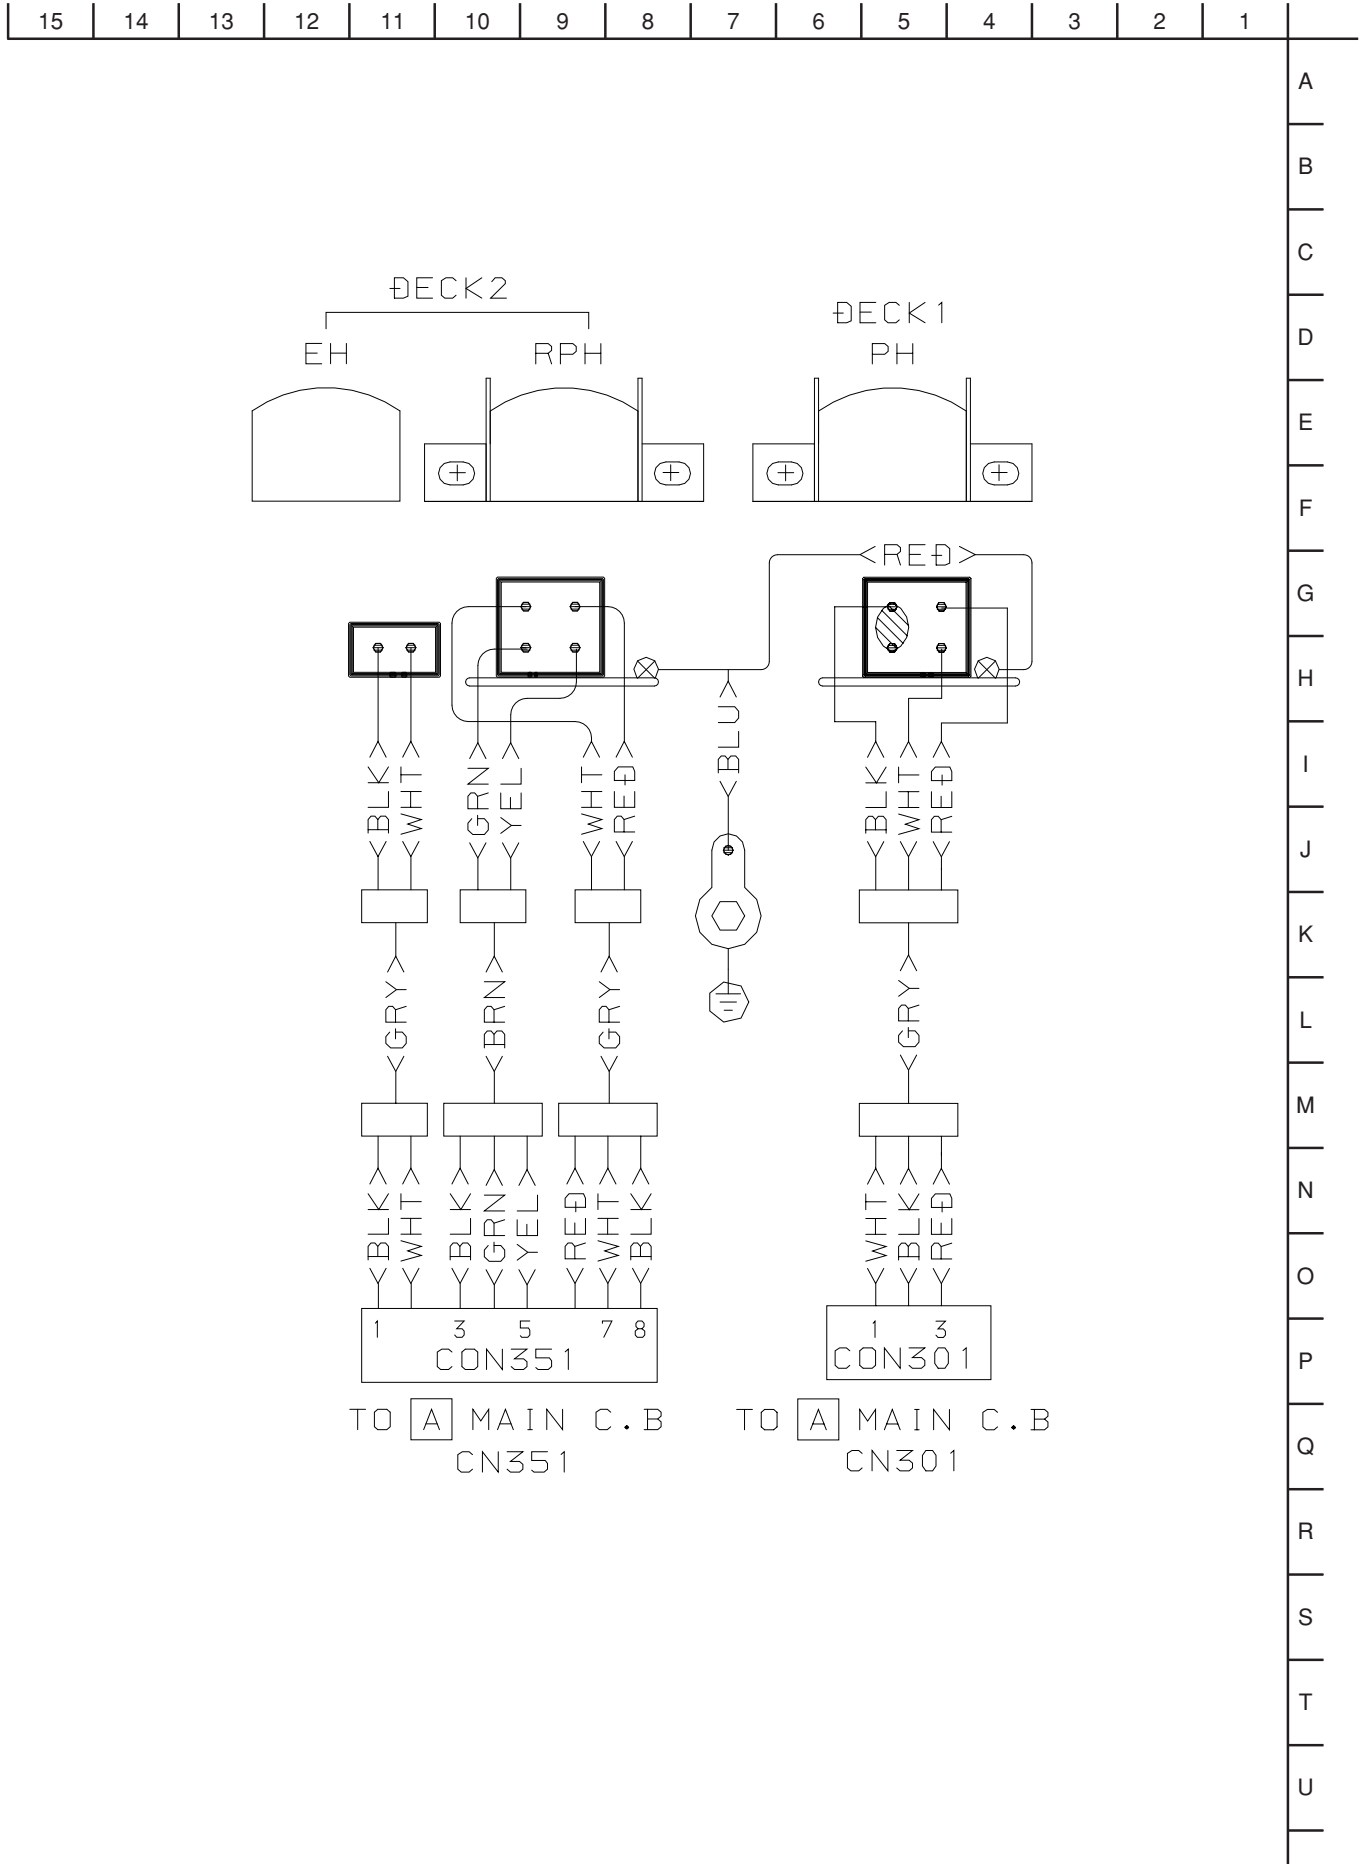 15 14 13 12 11 10 9 8 7 6 5 4 3 2 1
A
B
C
DECK2
D
DECK1
EH RPH PH
E
F
<RED>
G
H
<BLU>
I
<BLK> <WHT> <GRN> <YEL> <WHT> <RED> <BLK> <WHT> <RED>
J
K
<GRY> <BRN> <GRY> <GRY>
L
M
N
<BLK> <WHT> <BLK> <GRN> <YEL> <RED> <WHT> <BLK> <WHT> <BLK> <RED>
O
1 3 5 7 8 1 3
CON351 CON301
P
TO A MAIN C.B TO A MAIN C.B
CN351 CN301
Q
R
S
T
U